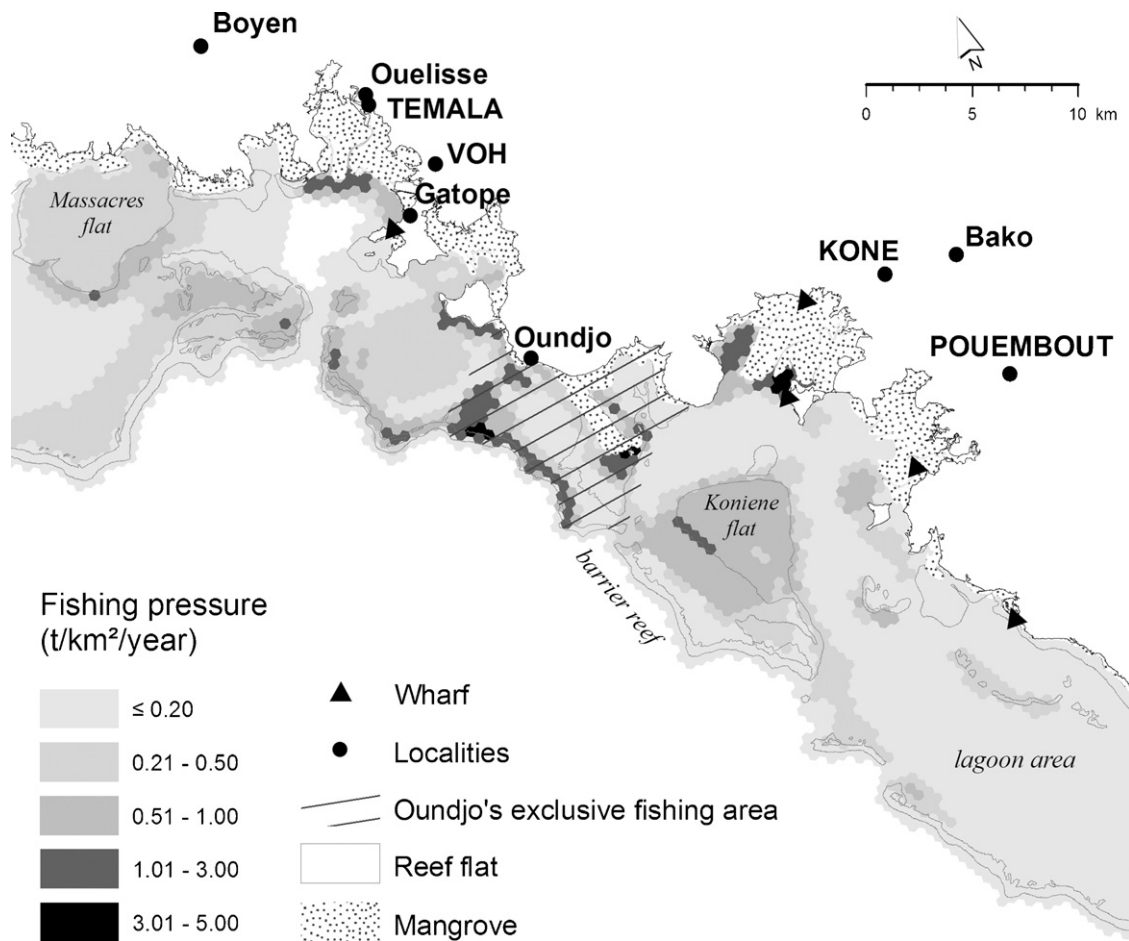 Boyen
Ouelisse
TEMALA
VOH
Gatope
Massacres
flat
N
0 5 10 km
KONE
Bako
Oundjo
POUEMBOUT
Koniene
flat
barrier reef
lagoon area
Fishing pressure
(t/km²/year)
≤ 0.20
0.21 - 0.50
0.51 - 1.00
1.01 - 3.00
3.01 - 5.00
Wharf
Localities
Oundjo's exclusive fishing area
Reef flat
Mangrove